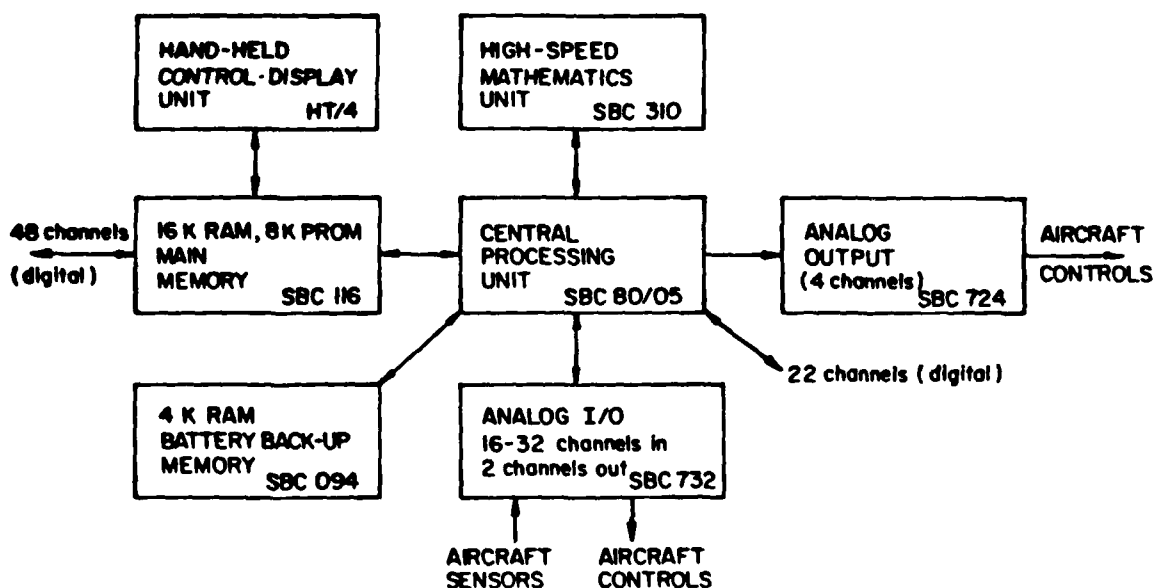 HAND-HELD
CONTROL-DISPLAY
UNIT
HT/4
HIGH-SPEED
MATHEMATICS
UNIT
SBC 310
48 channels
(digital)
16 K RAM, 8K PROM
MAIN
MEMORY
SBC 116
CENTRAL
PROCESSING
UNIT
SBC 80/05
ANALOG
OUTPUT
(4 channels)
SBC 724
AIRCRAFT
CONTROLS
22 channels (digital)
4 K RAM
BATTERY BACK-UP
MEMORY
SBC 094
ANALOG I/O
16-32 channels in
2 channels out
SBC 732
AIRCRAFT
SENSORS
AIRCRAFT
CONTROLS